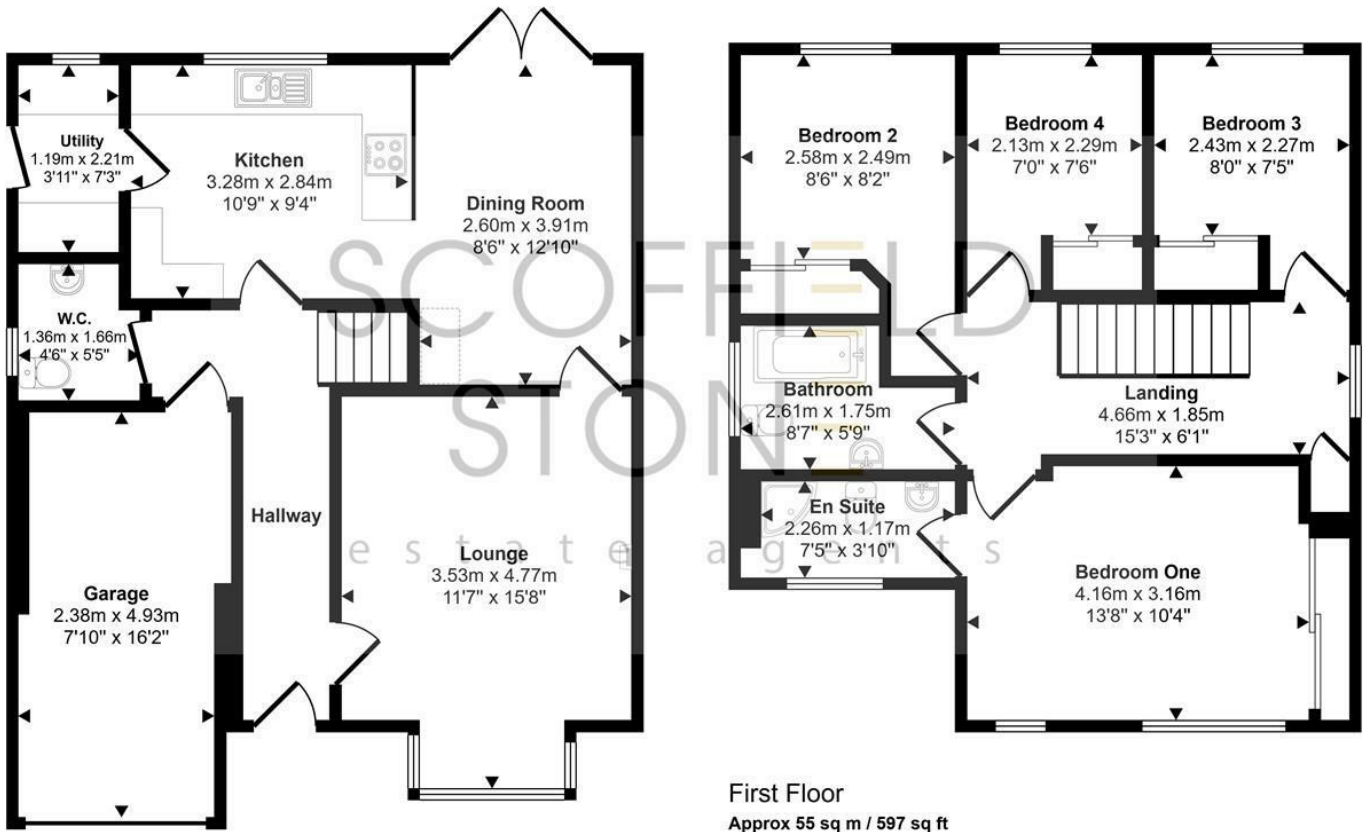 Utility
1.19m x 2.21m
3'11" x 7'3"
Kitchen
3.28m x 2.84m
10'9" x 9'4"
Dining Room
2.60m x 3.91m
8'6" x 12'10"
W.C.
1.36m x 1.66m
4'6" x 5'5"
Hallway
Lounge
3.53m x 4.77m
11'7" x 15'8"
Garage
2.38m x 4.93m
7'10" x 16'2"
Bedroom 2
2.58m x 2.49m
8'6" x 8'2"
Bedroom 4
2.13m x 2.29m
7'0" x 7'6"
Bedroom 3
2.43m x 2.27m
8'0" x 7'5"
Bathroom
2.61m x 1.75m
8'7" x 5'9"
Landing
4.66m x 1.85m
15'3" x 6'1"
En Suite
2.26m x 1.17m
7'5" x 3'10"
Bedroom One
4.16m x 3.16m
13'8" x 10'4"
First Floor
Approx 55 sq m / 597 sq ft
SCOFFIELD
STONE
estate agents